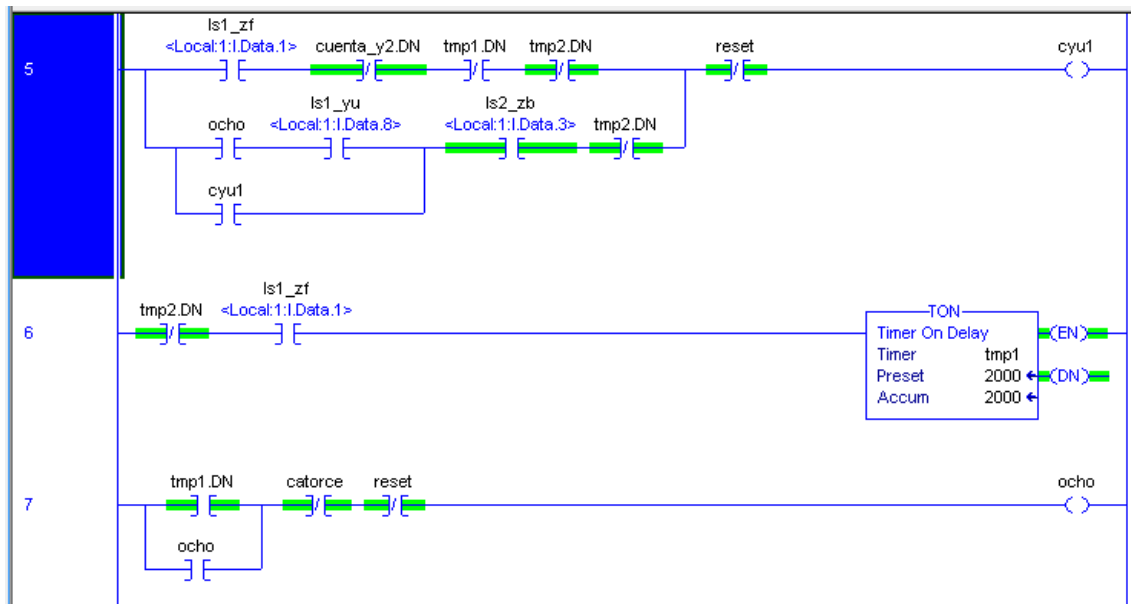 ls1_zf
<Local:1:I.Data.1> cuenta_y2.DN tmp1.DN tmp2.DN reset cyu1
5
ls1_yu ls2_zb
ocho <Local:1:I.Data.8> <Local:1:I.Data.3> tmp2.DN
cyu1
ls1_zf
tmp2.DN <Local:1:I.Data.1>
6
TON
Timer On Delay EN
Timer tmp1
Preset 2000 DN
Accum 2000
tmp1.DN catorce reset ocho
7
ocho